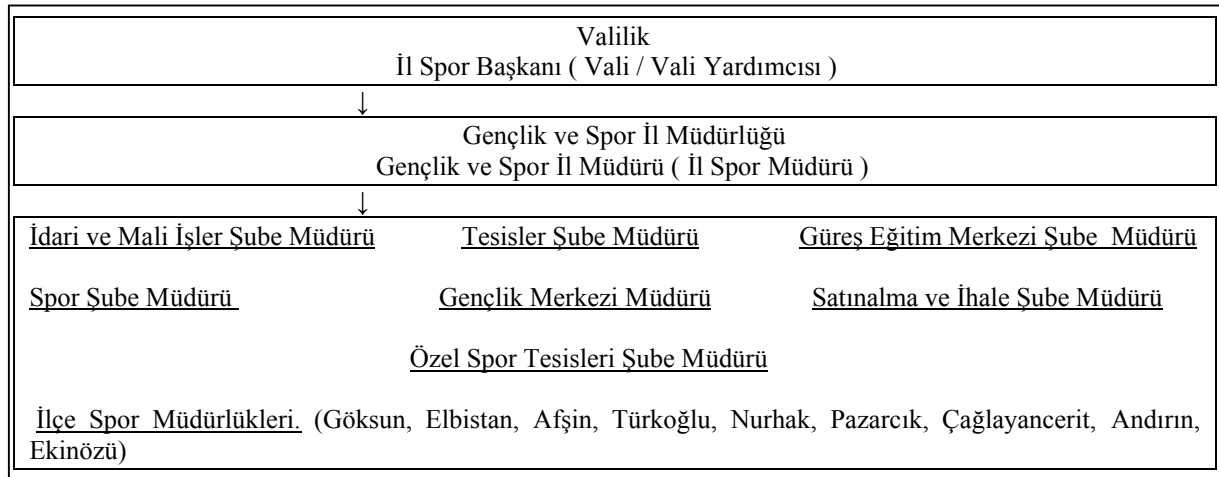 Valilik
İl Spor Başkanı ( Vali / Vali Yardımcısı )
↓
Gençlik ve Spor İl Müdürlüğü
Gençlik ve Spor İl Müdürü ( İl Spor Müdürü )
↓
İdari ve Mali İşler Şube Müdürü Tesisler Şube Müdürü Güreş Eğitim Merkezi Şube Müdürü
Spor Şube Müdürü Gençlik Merkezi Müdürü Satınalma ve İhale Şube Müdürü
Özel Spor Tesisleri Şube Müdürü
İlçe Spor Müdürlükleri. (Göksun, Elbistan, Afşin, Türkoğlu, Nurhak, Pazarcık, Çağlayancerit, Andırın,
Ekinözü)